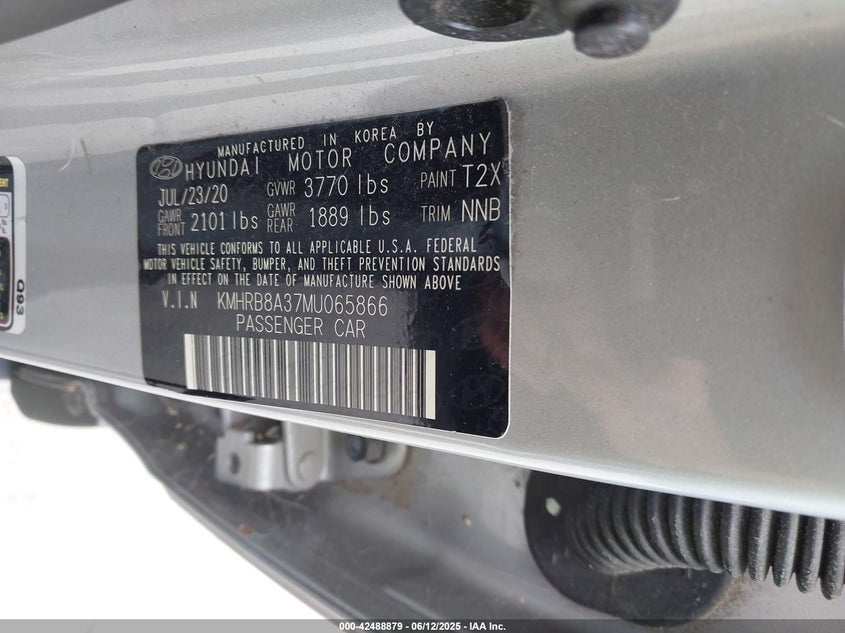 MANUFACTURED IN KOREA BY
HYUNDAI MOTOR COMPANY
JUL/23/20 GVWR 3770 lbs PAINT T2X
GAWR FRONT 2101 lbs GAWR REAR 1889 lbs TRIM NNB
THIS VEHICLE CONFORMS TO ALL APPLICABLE U.S.A. FEDERAL
MOTOR VEHICLE SAFETY, BUMPER, AND THEFT PREVENTION STANDARDS
IN EFFECT ON THE DATE OF MANUFACTURE SHOWN ABOVE
V.I.N KMHRB8A37MU065866
PASSENGER CAR
Q93
000-42488879 - 06/12/2025 - IAA Inc.